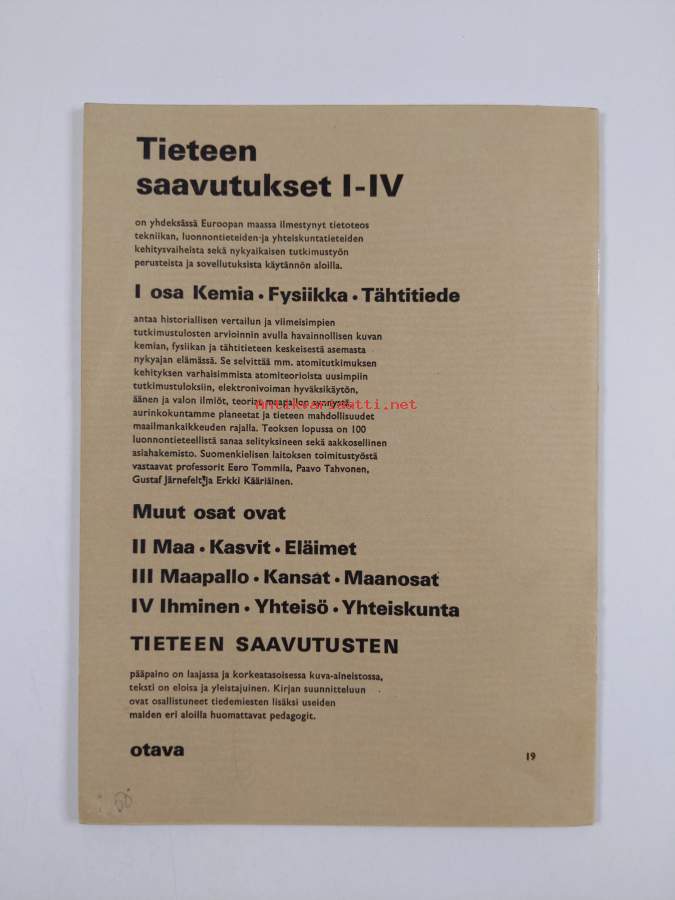 Tieteen
saavutukset I-IV
on yhdeksässä Euroopan maassa ilmestynyt tietoteos
tekniikan, luonnontieteiden-ja yhteiskuntatieteiden
kehitysvaiheista sekä nykyaikaisen tutkimustyön
perusteista ja sovellutuksista käytännön aloilla.
I osa Kemia • Fysiikka • Tähtitiede
antaa historiallisen vertailun ja viimeisimpien
tutkimustulosten arvioinnin avulla havainnollisen kuvan
kemian, fysiikan ja tähtitieteen keskeisestä asemasta
nykyajan elämässä. Se selvittää mm. atomitutkimuksen
kehityksen varhaisimmista atomiteorioista uusimpiin
tutkimustuloksiin, elektronivoiman hyväksikäytön,
äänen ja valon ilmiöt, teorian maapallon synnystä,
Antikvariaatti.net
aurinkokuntamme planeetat ja tieteen mahdollisuudet
maailmankaikkeuden rajalla. Teoksen lopussa on 100
luonnontieteellistä sanaa selityksineen sekä aakkosellinen
asiahakemisto. Suomenkielisen laitoksen toimitustyöstä
vastaavat professorit Eero Tommila, Paavo Tahvonen,
Gustaf Järnefelt ja Erkki Kääriäinen.
Muut osat ovat
II Maa • Kasvit • Eläimet
III Maapallo • Kansat • Maanosat
IV Ihminen • Yhteisö • Yhteiskunta
TIETEEN SAAVUTUSTEN
pääpaino on laajassa ja korkeatasoisessa kuva-aineistossa,
teksti on eloisa ja yleistajuinen. Kirjan suunnitteluun
ovat osallistuneet tiedemiesten lisäksi useiden
maiden eri aloilla huomattavat pedagogit.
otava
19